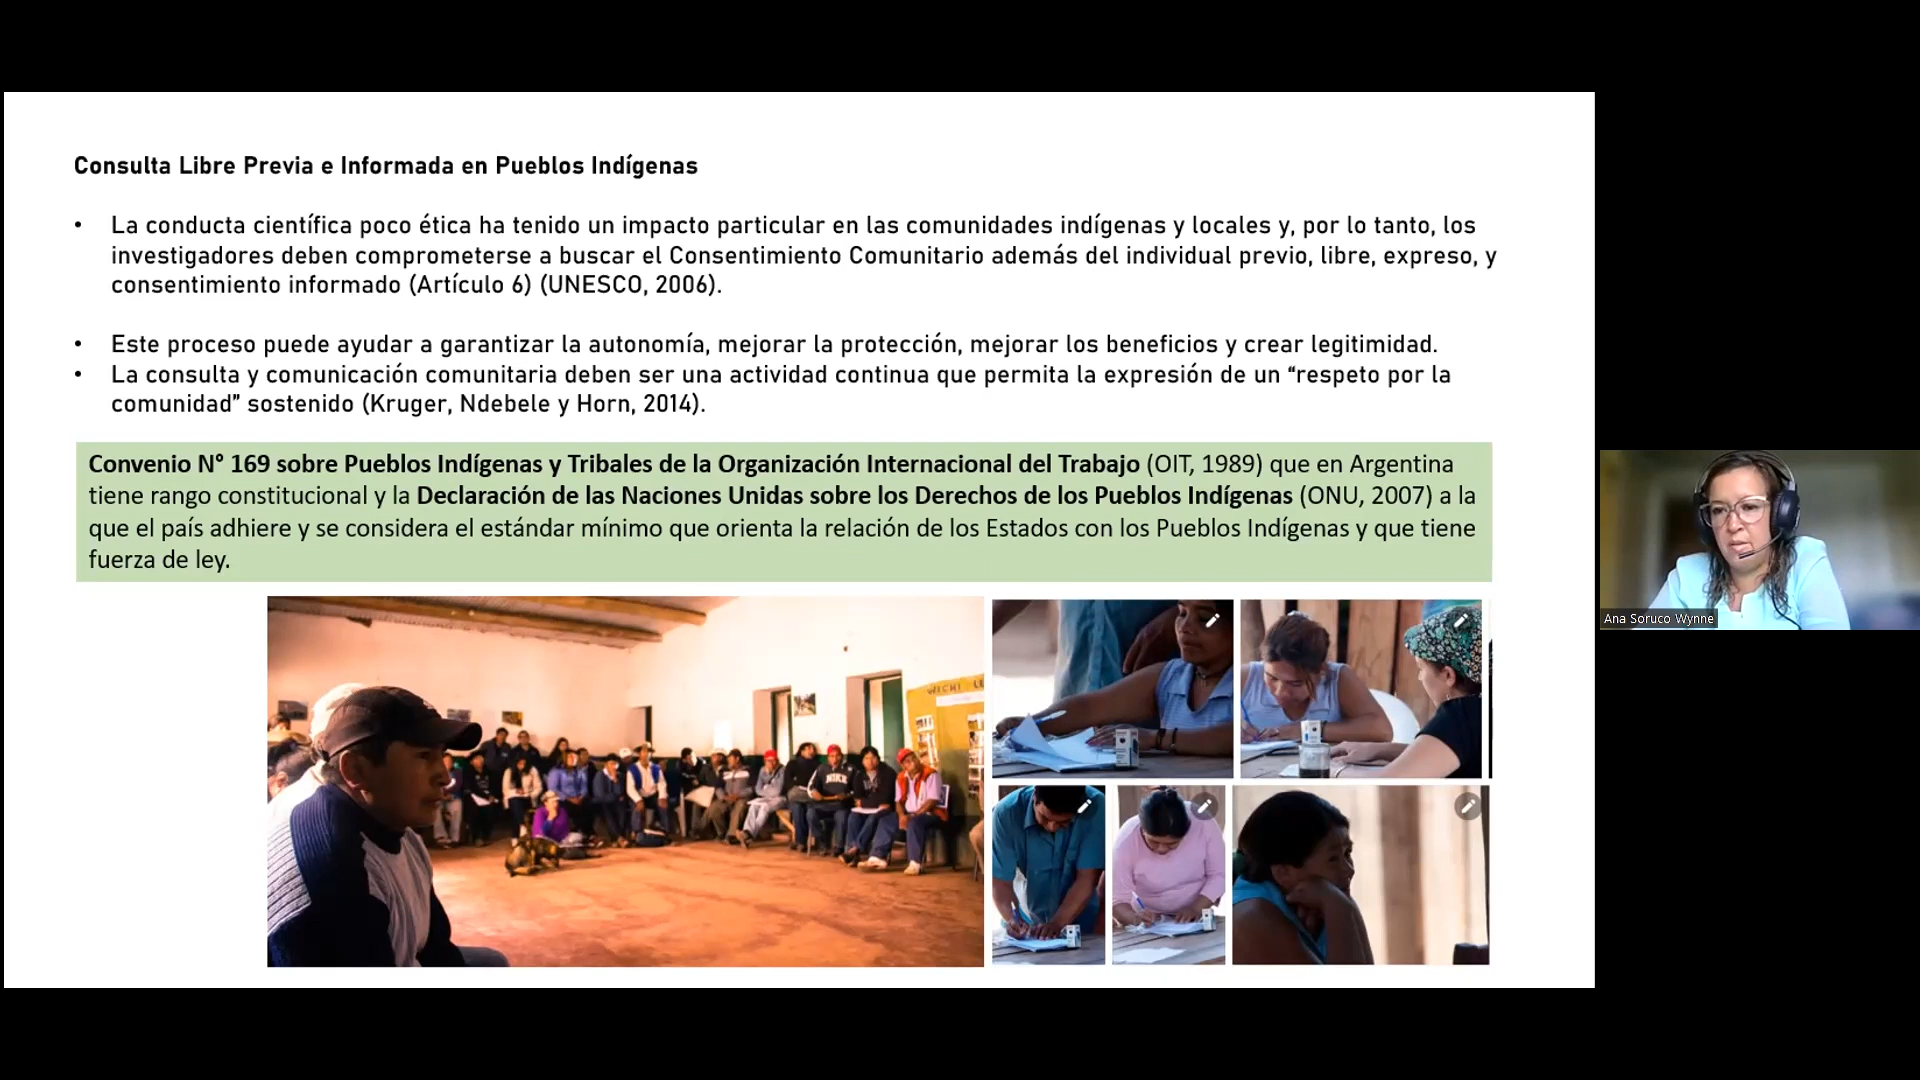 Consulta Libre Previa e Informada en Pueblos Indígenas
• La conducta científica poco ética ha tenido un impacto particular en las comunidades indígenas y locales y, por lo tanto, los
investigadores deben comprometerse a buscar el Consentimiento Comunitario además del individual previo, libre, expreso, y
consentimiento informado (Artículo 6) (UNESCO, 2006).
• Este proceso puede ayudar a garantizar la autonomía, mejorar la protección, mejorar los beneficios y crear legitimidad.
• La consulta y comunicación comunitaria deben ser una actividad continua que permita la expresión de un “respeto por la
comunidad” sostenido (Kruger, Ndebele y Horn, 2014).
Convenio N° 169 sobre Pueblos Indígenas y Tribales de la Organización Internacional del Trabajo (OIT, 1989) que en Argentina
tiene rango constitucional y la Declaración de las Naciones Unidas sobre los Derechos de los Pueblos Indígenas (ONU, 2007) a la
que el país adhiere y se considera el estándar mínimo que orienta la relación de los Estados con los Pueblos Indígenas y que tiene
fuerza de ley.
WICHI
NIKE
Ana Soruco Wynne